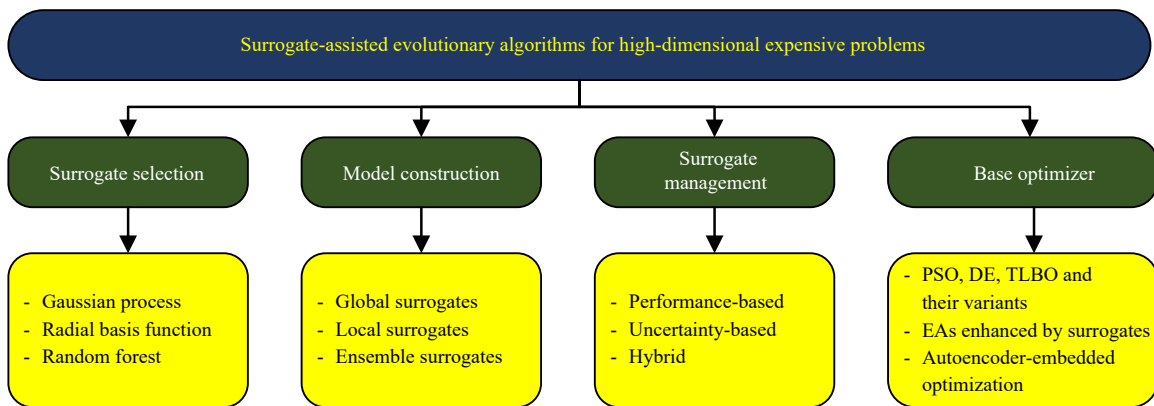 Surrogate-assisted evolutionary algorithms for high-dimensional expensive problems
Surrogate selection
Model construction
Surrogate
management
Base optimizer
- Gaussian process
- Radial basis function
- Random forest
- Global surrogates
- Local surrogates
- Ensemble surrogates
- Performance-based
- Uncertainty-based
- Hybrid
- PSO, DE, TLBO and
their variants
- EAs enhanced by surrogates
- Autoencoder-embedded
optimization